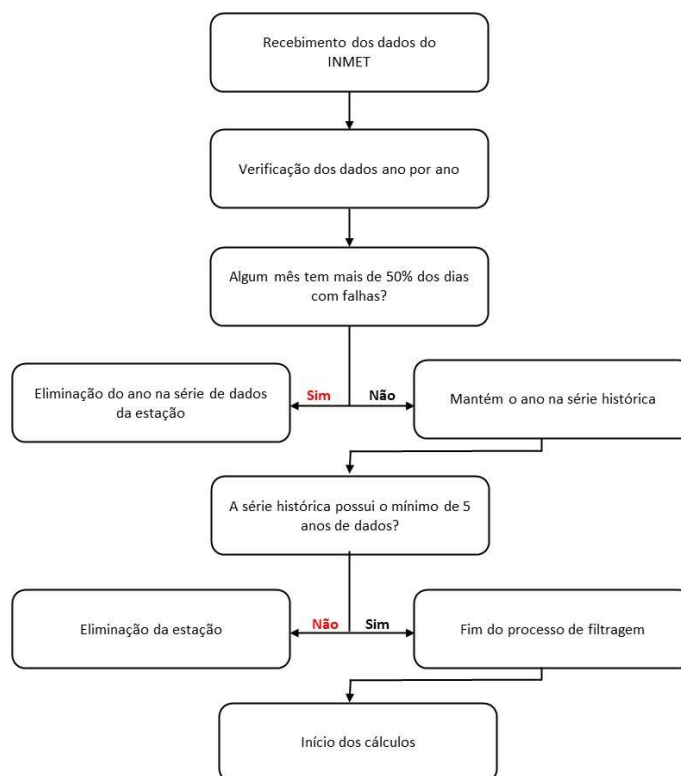 Recebimento dos dados do
INMET
Verificação dos dados ano por ano
Algum mês tem mais de 50% dos dias
com falhas?
Eliminação do ano na série de dados
da estação
Sim
Não
Mantém o ano na série histórica
A série histórica possui o mínimo de 5
anos de dados?
Eliminação da estação
Não
Sim
Fim do processo de filtragem
Início dos cálculos